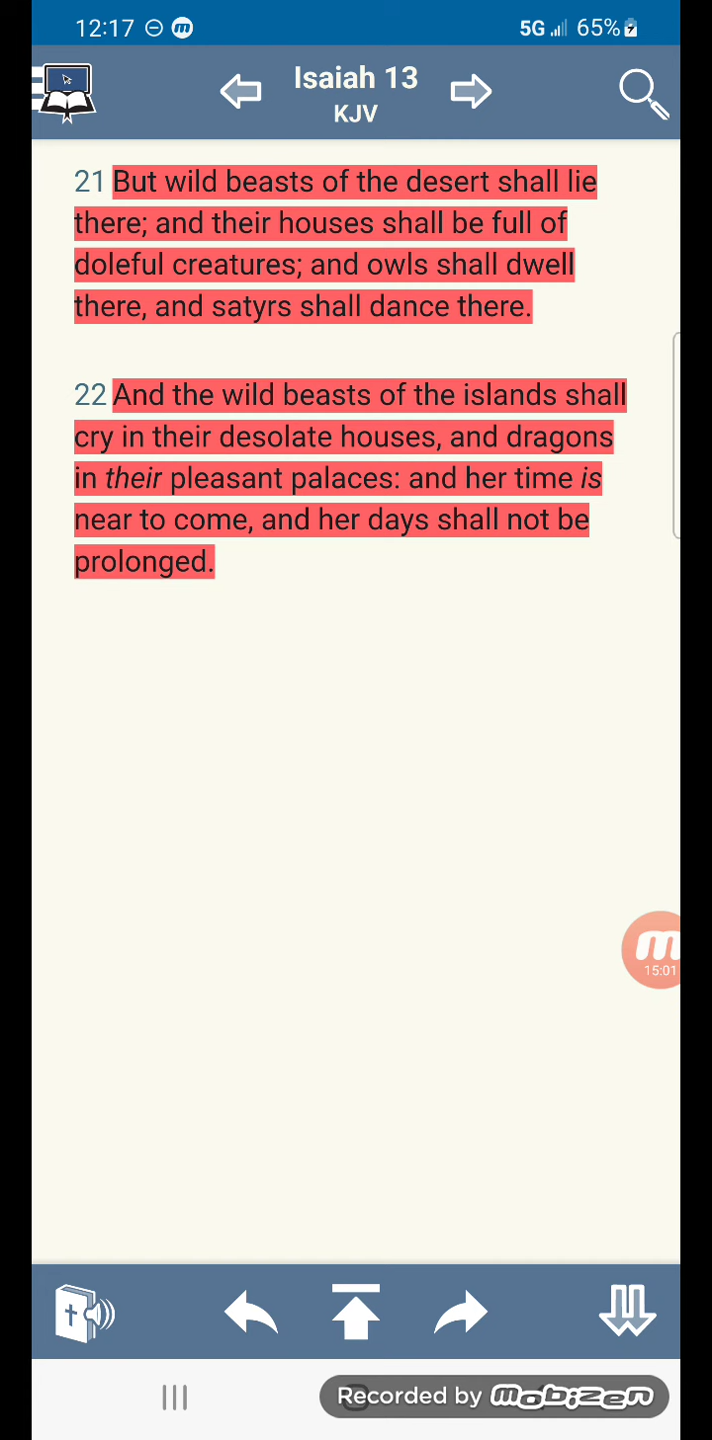 12:17
5G 65%
Isaiah 13
KJV
21 But wild beasts of the desert shall lie
there; and their houses shall be full of
doleful creatures; and owls shall dwell
there, and satyrs shall dance there.
22 And the wild beasts of the islands shall
cry in their desolate houses, and dragons
in their pleasant palaces: and her time is
near to come, and her days shall not be
prolonged.
m
15:01
Recorded by mobizen